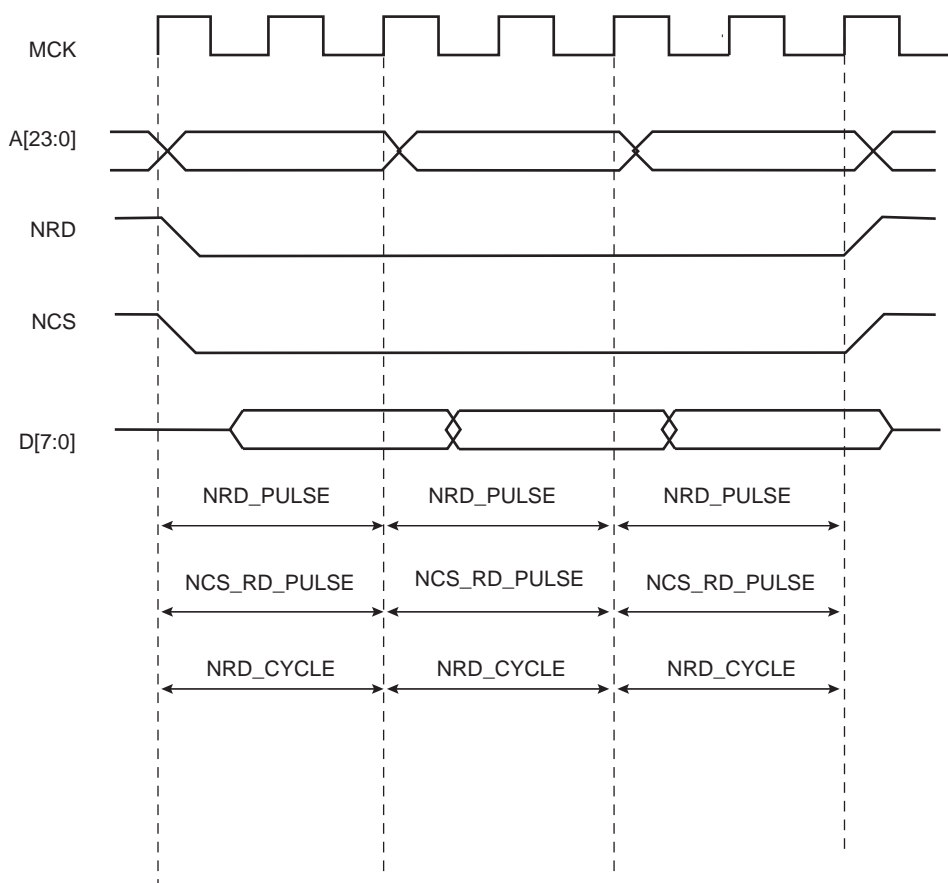 MCK
A[23:0]
NRD
NCS
D[7:0]
NRD_PULSE NRD_PULSE NRD_PULSE
NCS_RD_PULSE NCS_RD_PULSE NCS_RD_PULSE
NRD_CYCLE NRD_CYCLE NRD_CYCLE